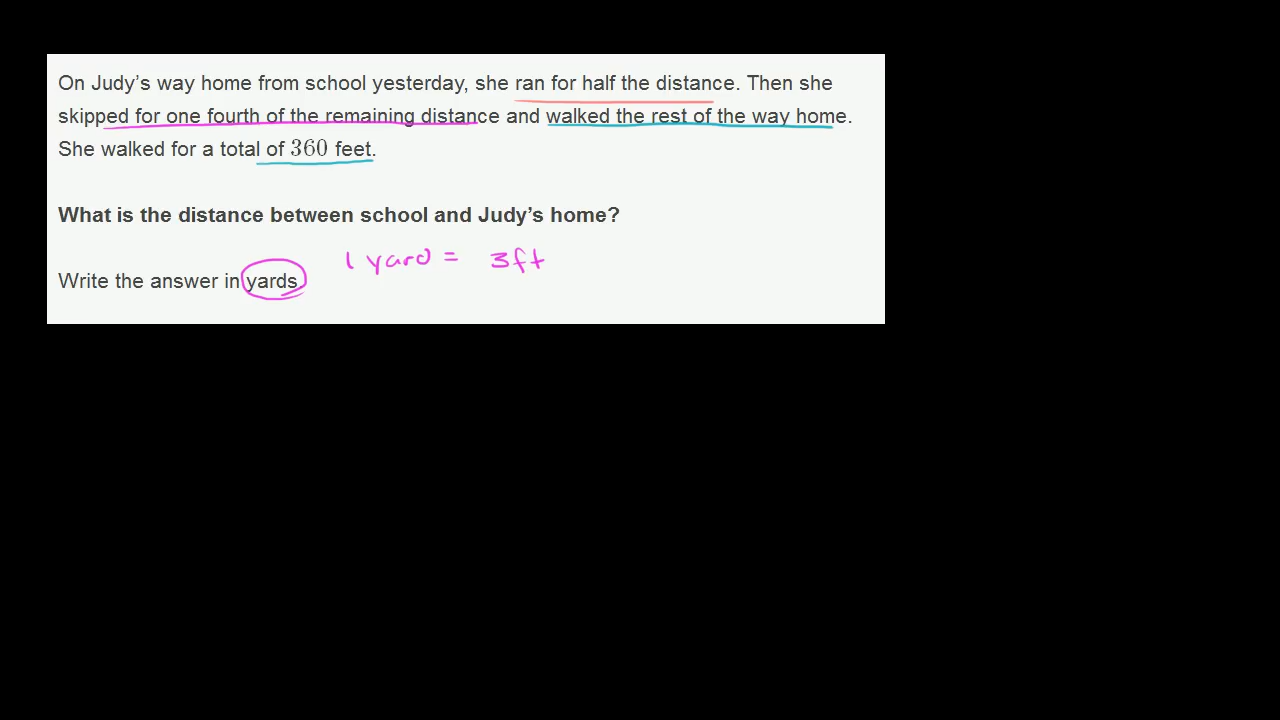 On Judy’s way home from school yesterday, she ran for half the distance. Then she
skipped for one fourth of the remaining distance and walked the rest of the way home.
She walked for a total of 360 feet.
What is the distance between school and Judy’s home?
1 yard = 3ft
Write the answer in yards